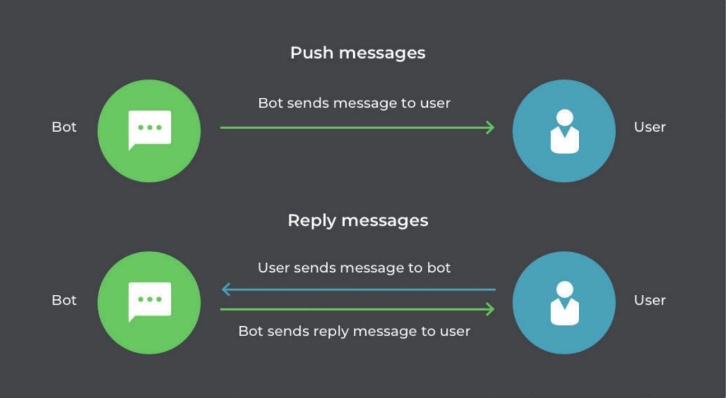 Push messages
Bot sends message to user
Bot
User
Reply messages
User sends message to bot
Bot
User
Bot sends reply message to user